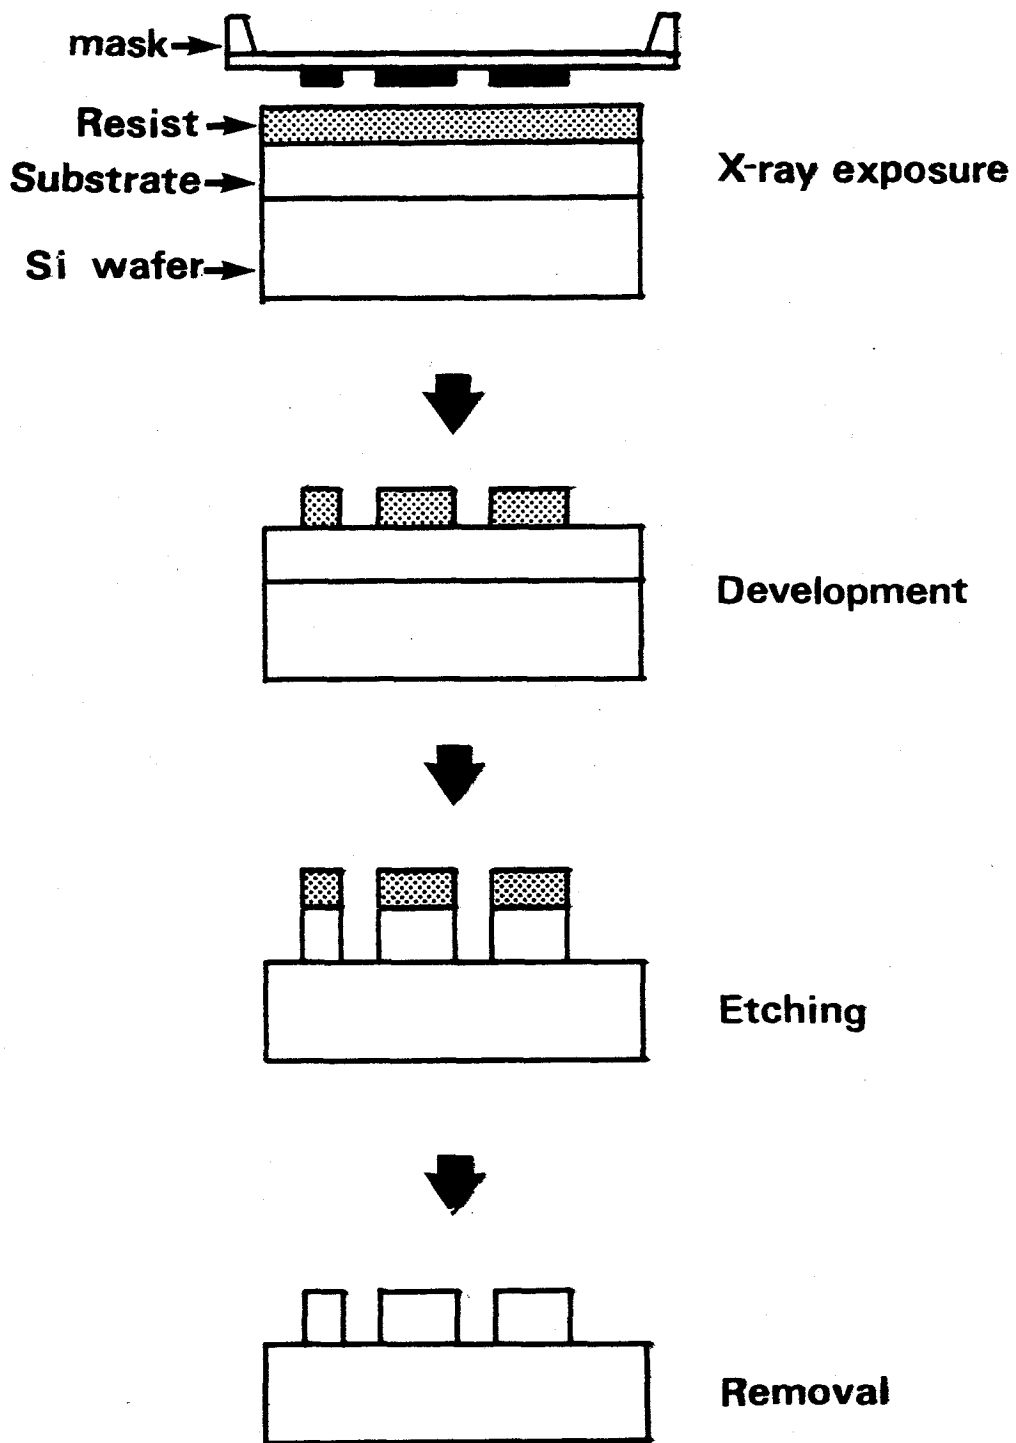 mask
Resist
Substrate
X-ray exposure
Si wafer
Development
Etching
Removal